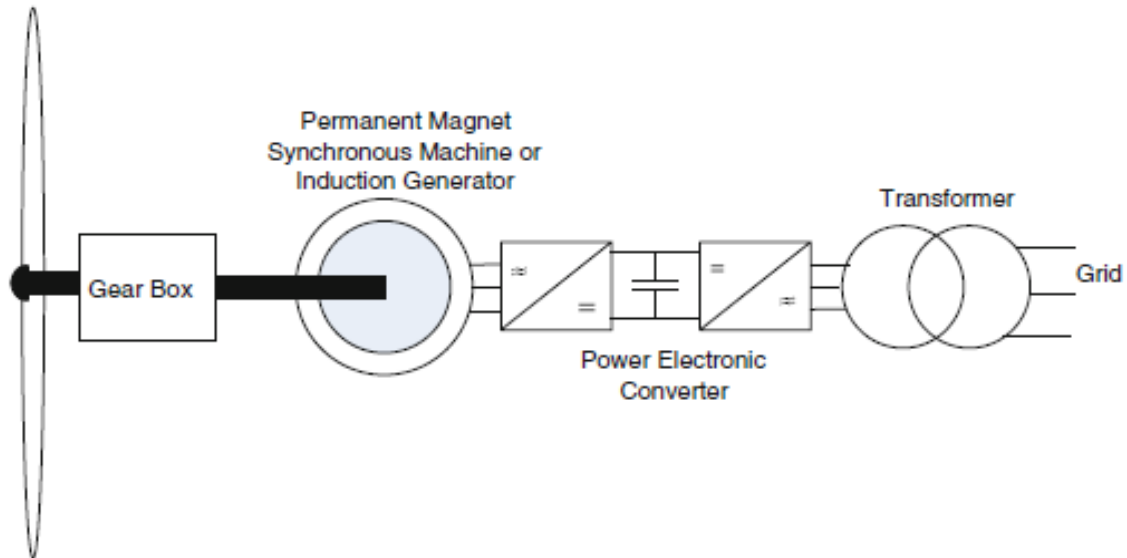 Permanent Magnet
Synchronous Machine or
Induction Generator
Transformer
Gear Box
≈
=
=
≈
Grid
Power Electronic
Converter